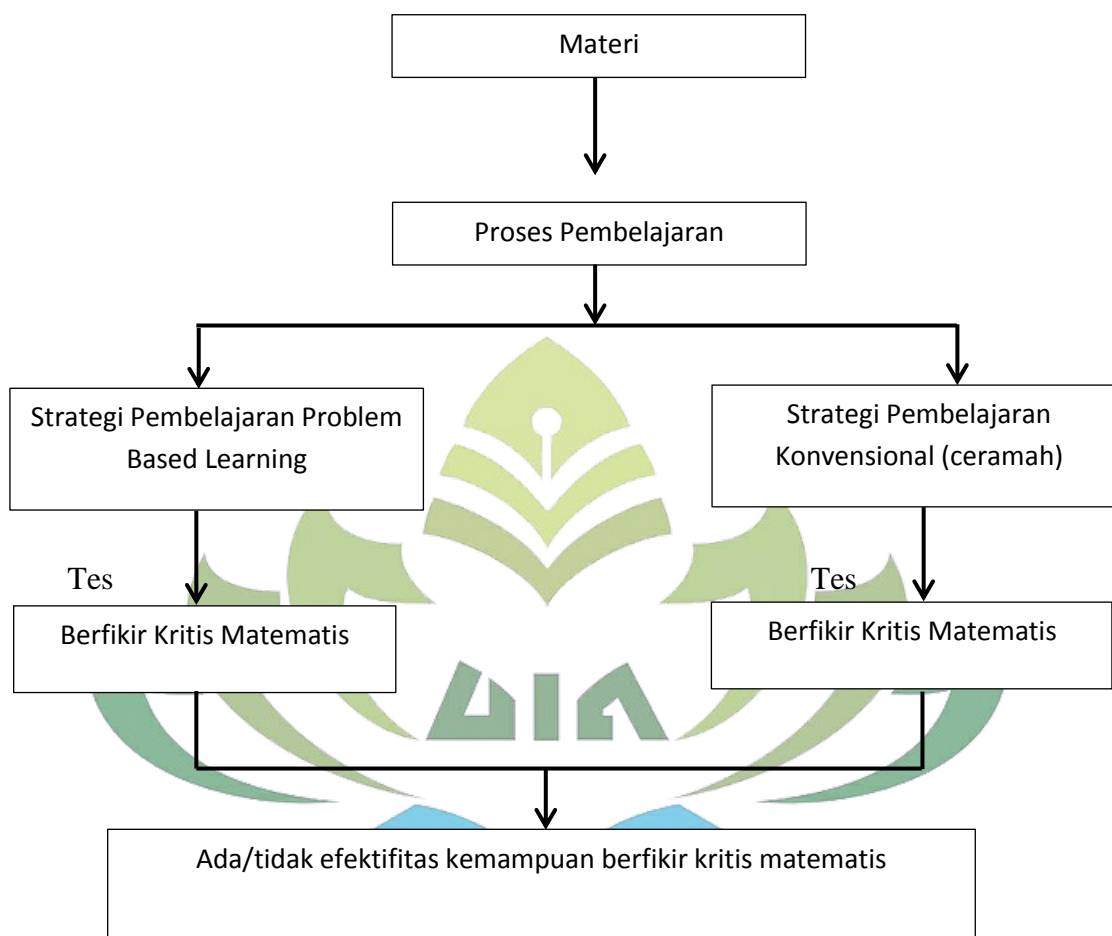 Materi
Proses Pembelajaran
Strategi Pembelajaran Problem
Based Learning
Strategi Pembelajaran
Konvensional (ceramah)
Tes
Tes
Berfikir Kritis Matematis
Berfikir Kritis Matematis
UIN
Ada/tidak efektifitas kemampuan berfikir kritis matematis